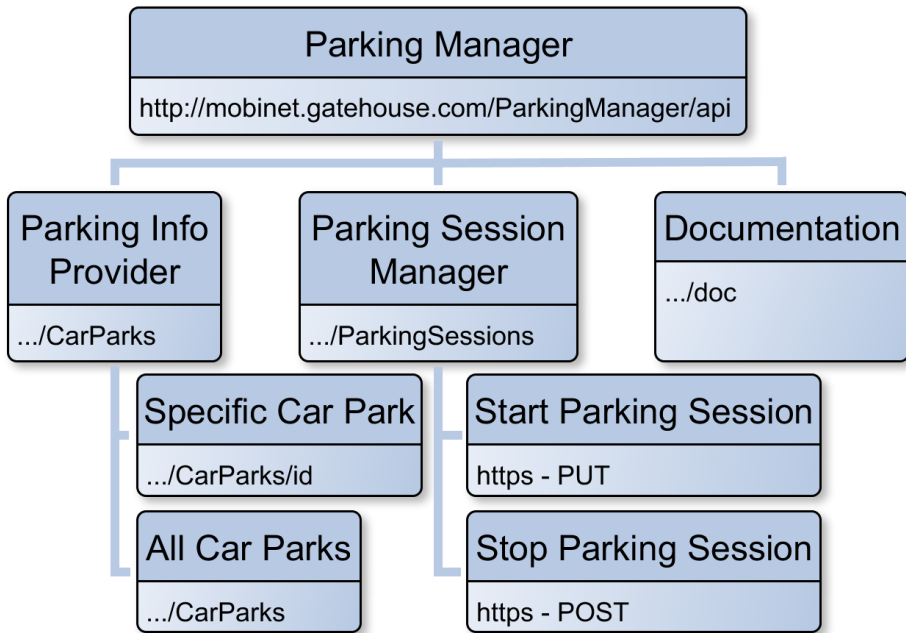 Parking Manager
http://mobinet.gatehouse.com/ParkingManager/api
Parking Info
Provider
.../CarParks
Parking Session
Manager
.../ParkingSessions
Documentation
.../doc
Specific Car Park
.../CarParks/id
All Car Parks
.../CarParks
Start Parking Session
https - PUT
Stop Parking Session
https - POST